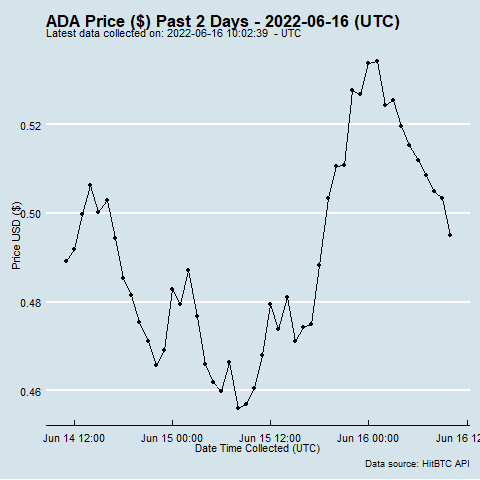 ADA Price ($) Past 2 Days - 2022-06-16 (UTC)
Latest data collected on: 2022-06-16 10:02:39 - UTC
0.52
0.50
0.48
0.46
Price USD ($)
Jun 14 12:00
Jun 15 00:00
Jun 15 12:00
Jun 16 00:00
Jun 16 12
Date Time Collected (UTC)
Data source: HitBTC API